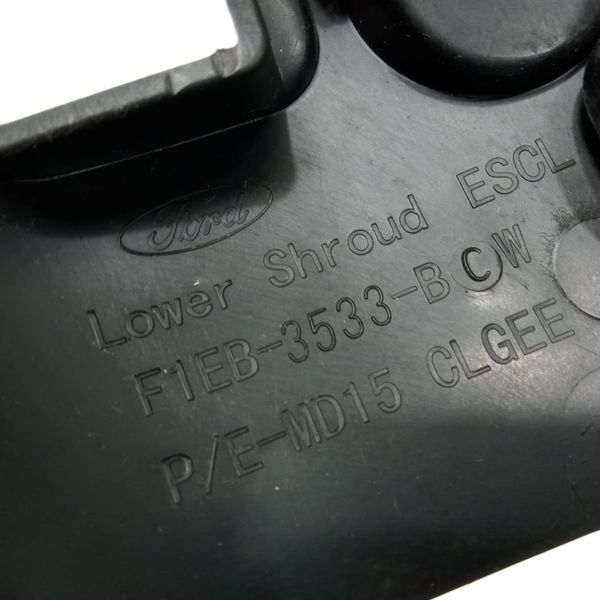 Ford
Lower Shroud ESCL
F1EB-3533-BCW
P/E-MD15 CLGEE